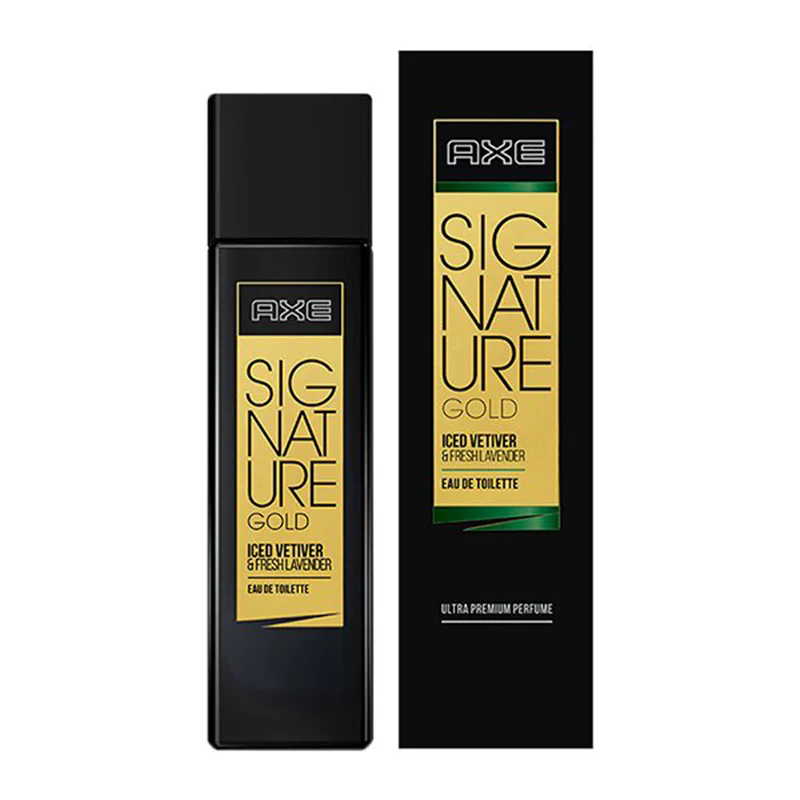 AXE
SIG
NAT
URE
GOLD
ICED VETIVER
& FRESH LAVENDER
EAU DE TOILETTE
AXE
SIG
NAT
URE
GOLD
ICED VETIVER
& FRESH LAVENDER
EAU DE TOILETTE
ULTRA PREMIUM PERFUME